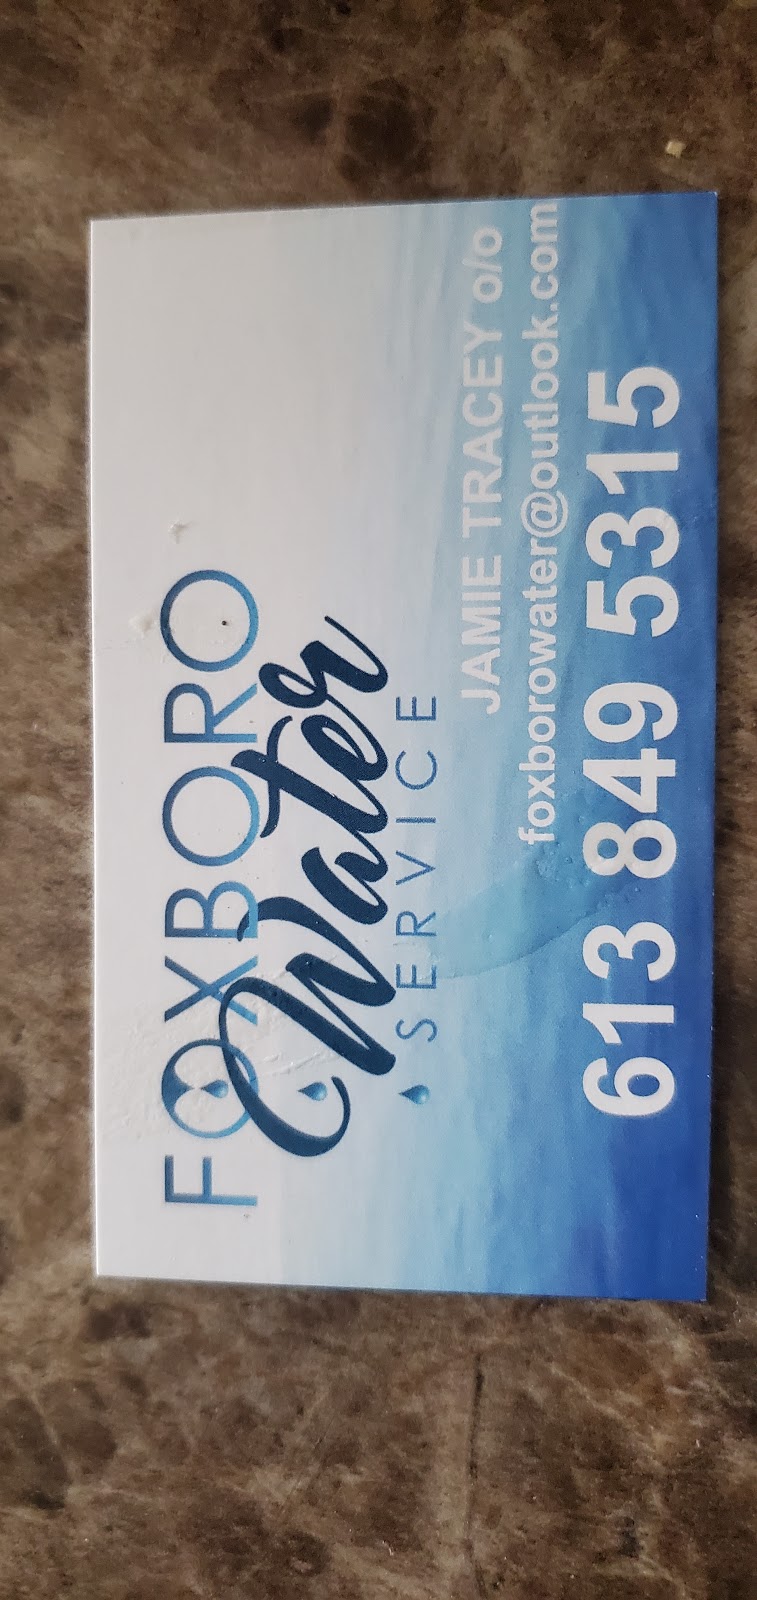 FOXBORO
Water
SERVICE
JAMIE TRACEY o/o
foxborowater@outlook.com
613 849 5315